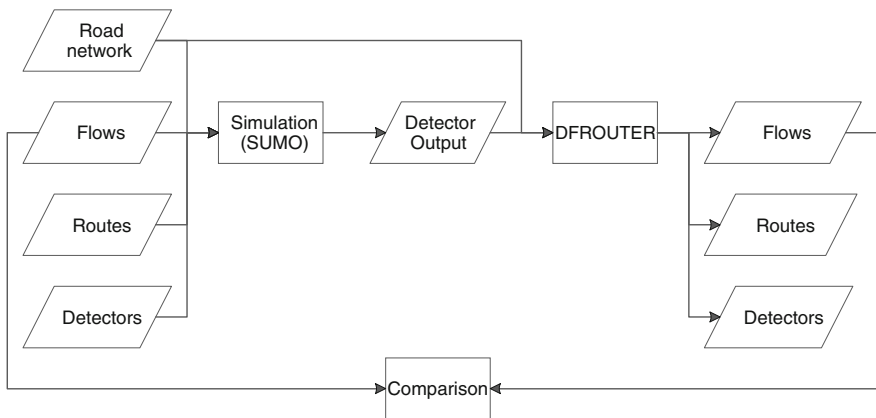 Road
network
Flows
Simulation
(SUMO)
Detector
Output
DFROUTER
Flows
Routes
Routes
Detectors
Detectors
Comparison